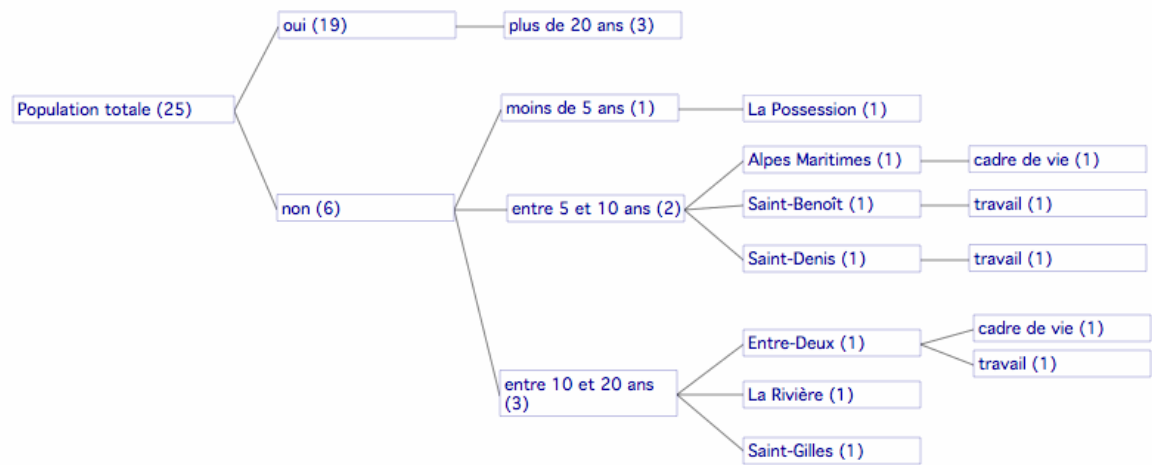 oui (19)
plus de 20 ans (3)
Population totale (25)
moins de 5 ans (1)
La Possession (1)
Alpes Maritimes (1)
cadre de vie (1)
non (6)
entre 5 et 10 ans (2)
Saint-Benoît (1)
travail (1)
Saint-Denis (1)
travail (1)
Entre-Deux (1)
cadre de vie (1)
travail (1)
entre 10 et 20 ans
(3)
La Rivière (1)
Saint-Gilles (1)